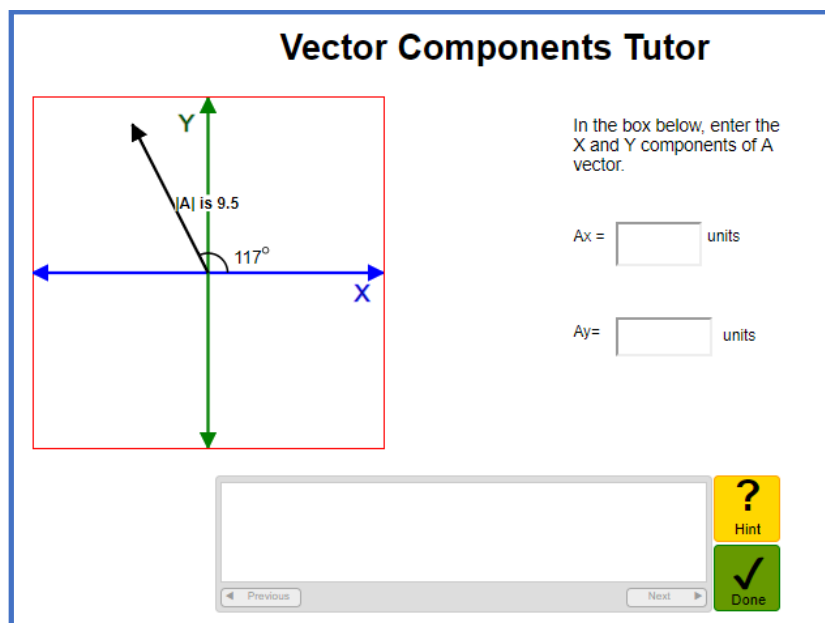 Vector Components Tutor
Y
|A| is 9.5
117°
X
In the box below, enter the
X and Y components of A
vector.
Ax = units
Ay= units
?
Hint
Previous
Next
Done